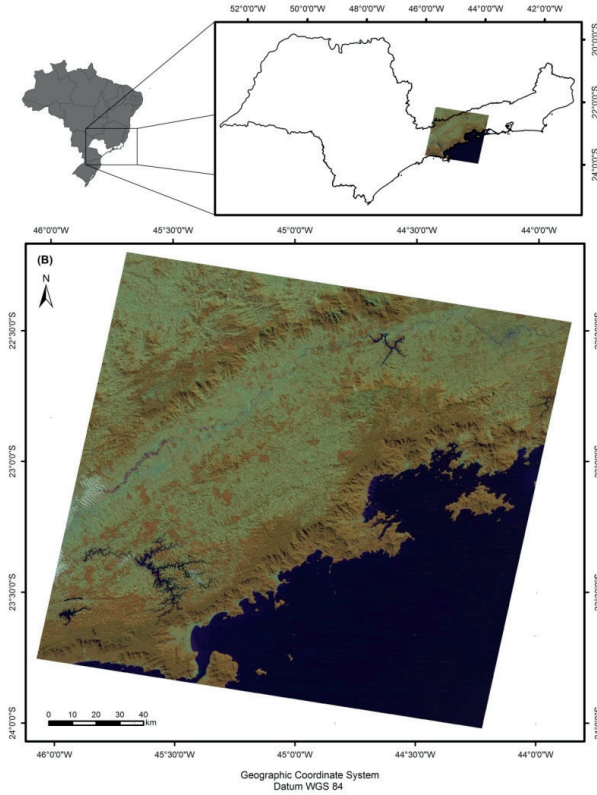 52°0'0"W 50°0'0"W 48°0'0"W 46°0'0"W 44°0'0"W 42°0'0"W
20°0'0"S
22°0'0"S
24°0'0"S
46°0'0"W 45°30'0"W 45°0'0"W 44°30'0"W 44°0'0"W
(B)
N
22°30'0"S
23°0'0"S
23°30'0"S
24°0'0"S
0 10 20 30 40
km
46°0'0"W 45°30'0"W 45°0'0"W 44°30'0"W 44°0'0"W
Geographic Coordinate System
Datum WGS 84